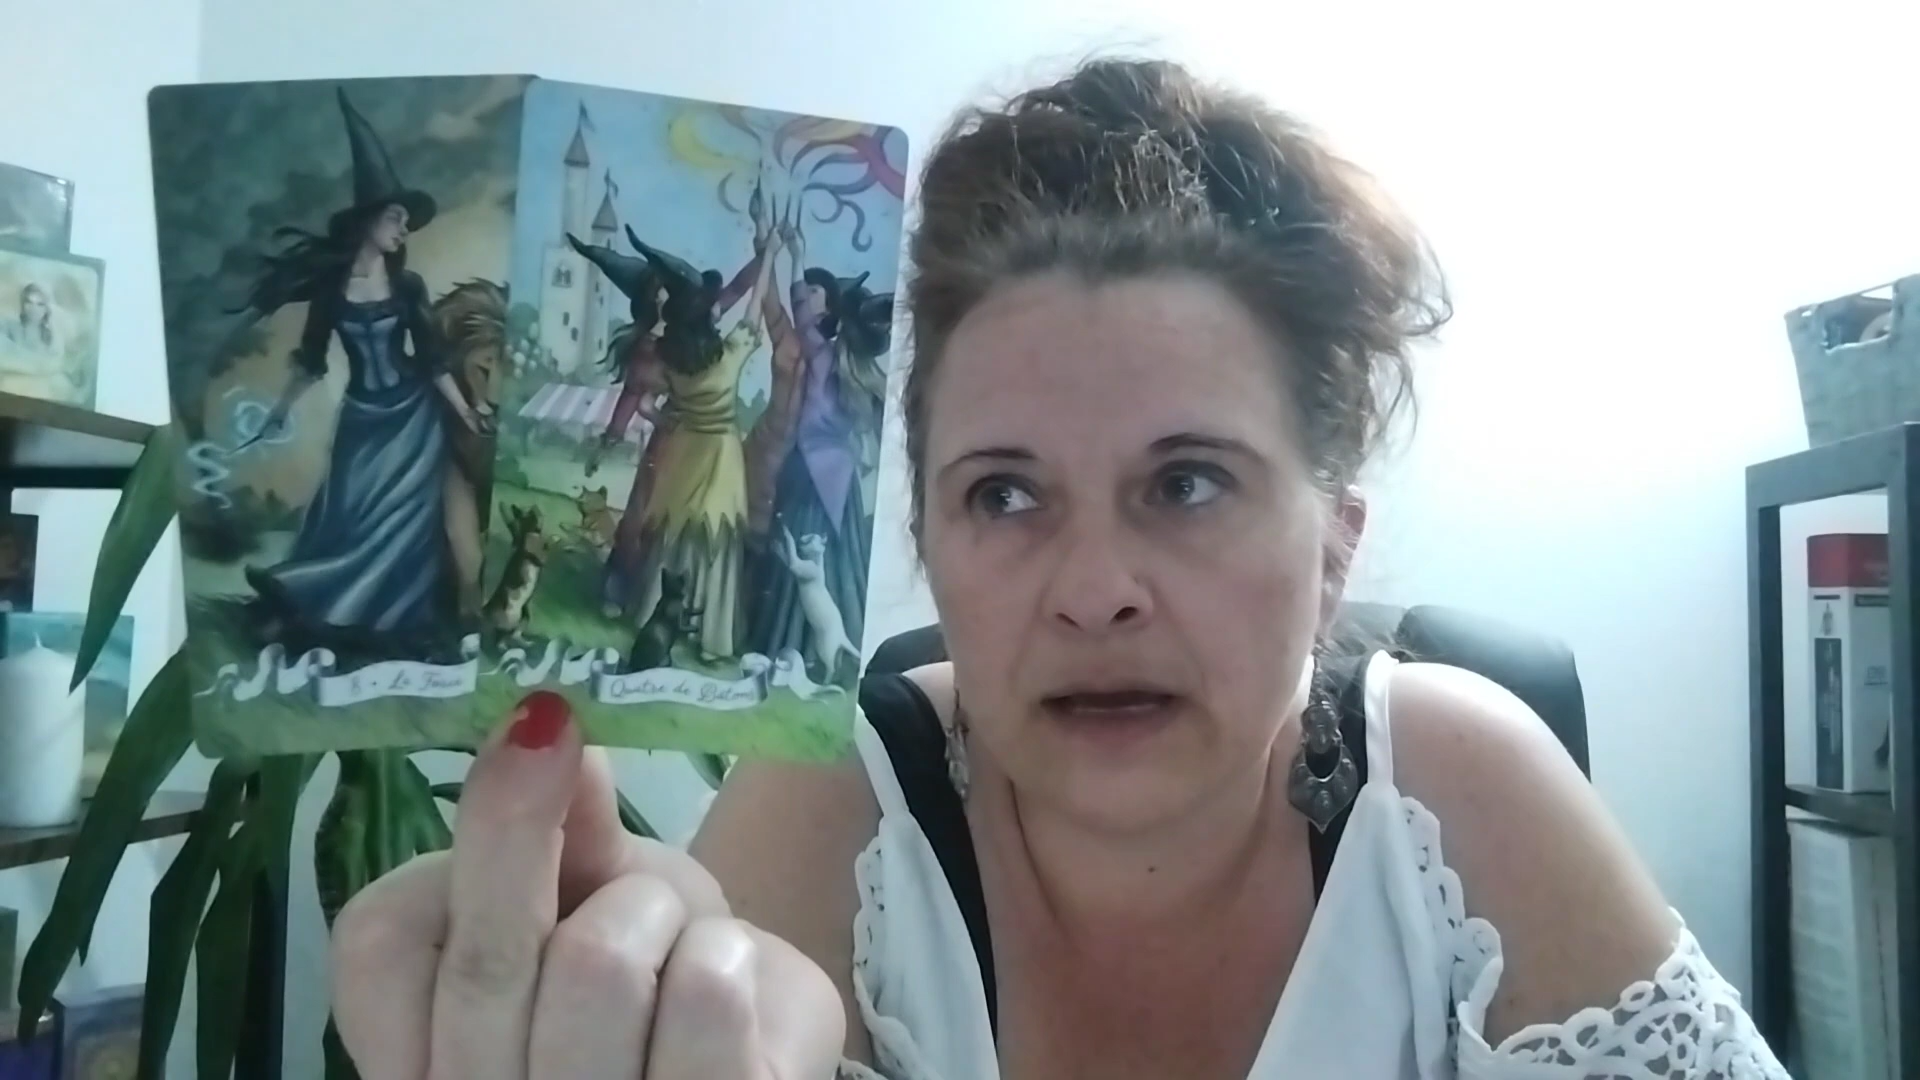 8 • La Force
Quatre de Bâtons